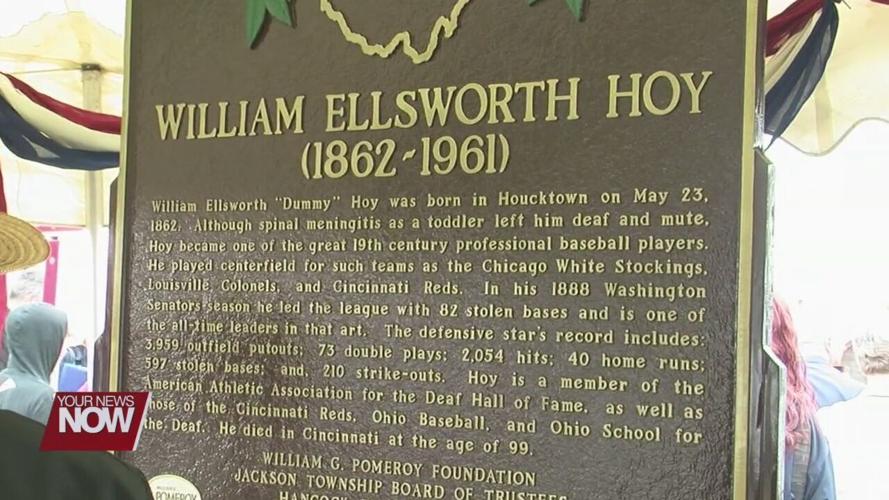 WILLIAM ELLSWORTH HOY
(1862-1961)
William Ellsworth "Dummy" Hoy was born in Houcktown on May 23,
1862. Although spinal meningitis as a toddler left him deaf and mute,
Hoy became one of the great 19th century professional baseball players.
He played centerfield for such teams as the Chicago White Stockings,
Louisville Colonels, and Cincinnati Reds. In his 1888 Washington
Senators season he led the league with 82 stolen bases and is one of
the all-time leaders in that art. The defensive star's record includes:
3,959 outfield putouts; 73 double plays; 2,054 hits; 40 home runs;
597 stolen bases; and, 210 strike-outs. Hoy is a member of the
American Athletic Association for the Deaf Hall of Fame, as well as
those of the Cincinnati Reds, Ohio Baseball, and Ohio School for
the Deaf. He died in Cincinnati at the age of 99.
WILLIAM G. POMEROY FOUNDATION
JACKSON TOWNSHIP BOARD OF TRUSTEES
POMEROY
YOUR NEWS
NOW